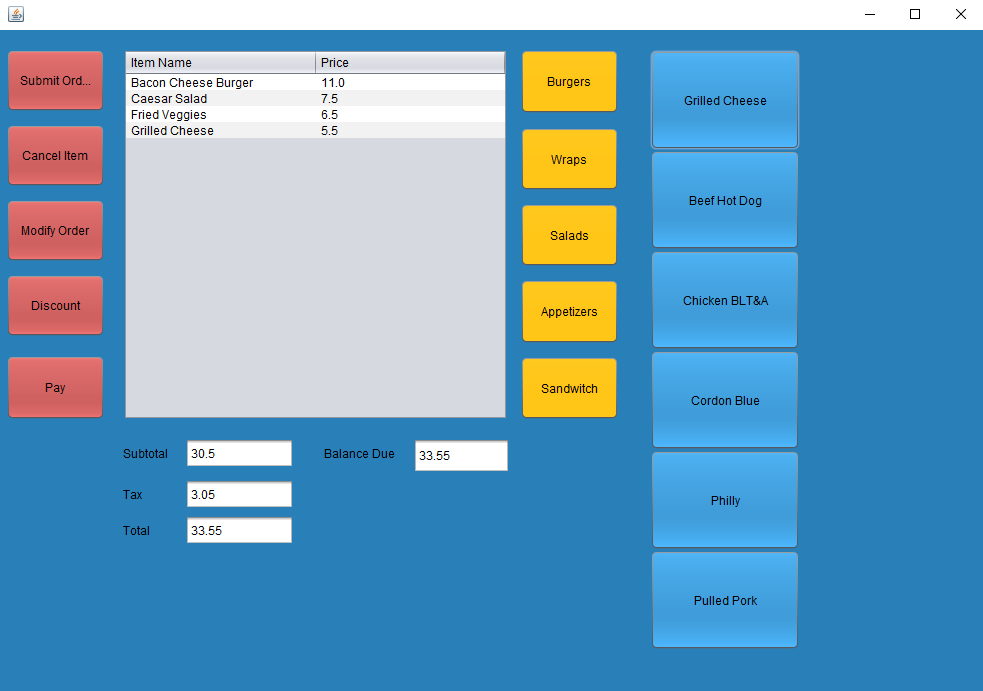 Submit Ord...
Cancel Item
Modify Order
Discount
Pay
Item Name Price
Bacon Cheese Burger 11.0
Caesar Salad 7.5
Fried Veggies 6.5
Grilled Cheese 5.5
Subtotal 30.5
Balance Due 33.55
Tax 3.05
Total 33.55
Burgers
Wraps
Salads
Appetizers
Sandwitch
Grilled Cheese
Beef Hot Dog
Chicken BLT&A
Cordon Blue
Philly
Pulled Pork